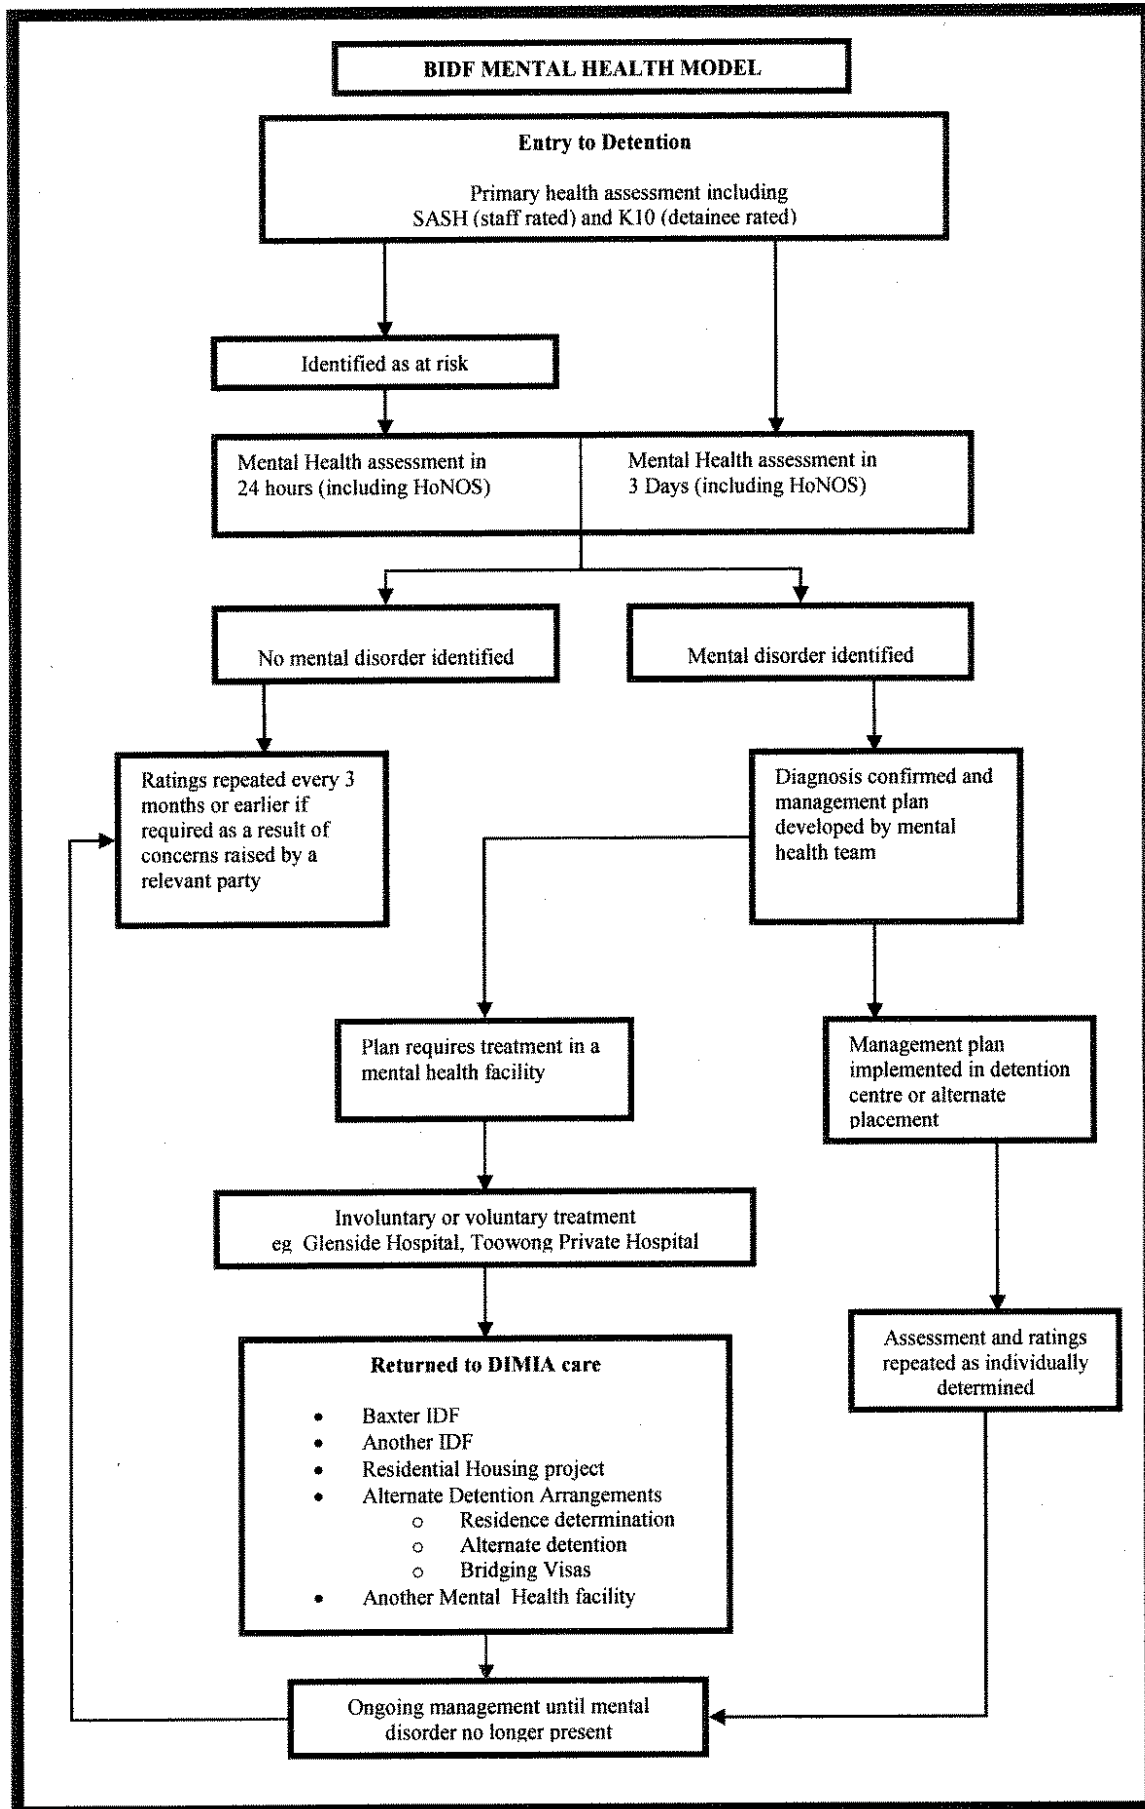 BIDF MENTAL HEALTH MODEL
Entry to Detention
Primary health assessment including
SASH (staff rated) and K10 (detainee rated)
Identified as at risk
Mental Health assessment in
24 hours (including HoNOS)
Mental Health assessment in
3 Days (including HoNOS)
No mental disorder identified
Mental disorder identified
Ratings repeated every 3
months or earlier if
required as a result of
concerns raised by a
relevant party
Diagnosis confirmed and
management plan
developed by mental
health team
Plan requires treatment in a
mental health facility
Management plan
implemented in detention
centre or alternate
placement
Involuntary or voluntary treatment
eg Glenside Hospital, Toowong Private Hospital
Assessment and ratings
repeated as individually
determined
Returned to DIMIA care
• Baxter IDF
• Another IDF
• Residential Housing project
• Alternate Detention Arrangements
o Residence determination
o Alternate detention
o Bridging Visas
• Another Mental Health facility
Ongoing management until mental
disorder no longer present